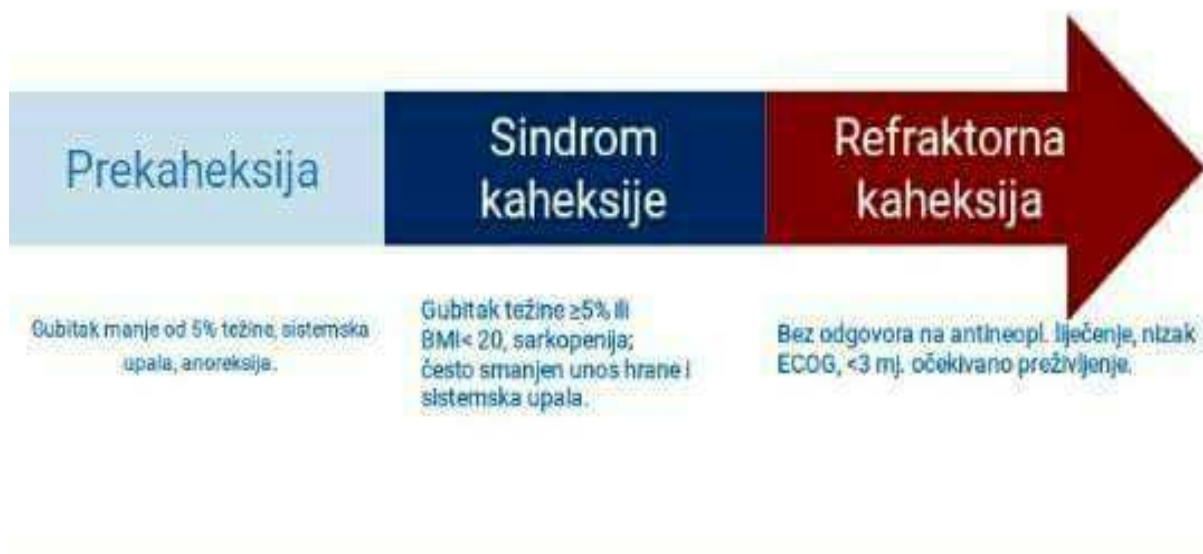 Prekaheksija
Sindrom
kaheksije
Refraktorna
kaheksija
Gubitak manje od 5% težine, sistemska
upala, anoreksija.
Gubitak težine ≥5% ili
BMI< 20, sarkopenija;
često smanjen unos hrane i
sistemska upala.
Bez odgovora na antineopl. liječenje, nizak
ECOG, <3 mj. očekivano preživljenje.